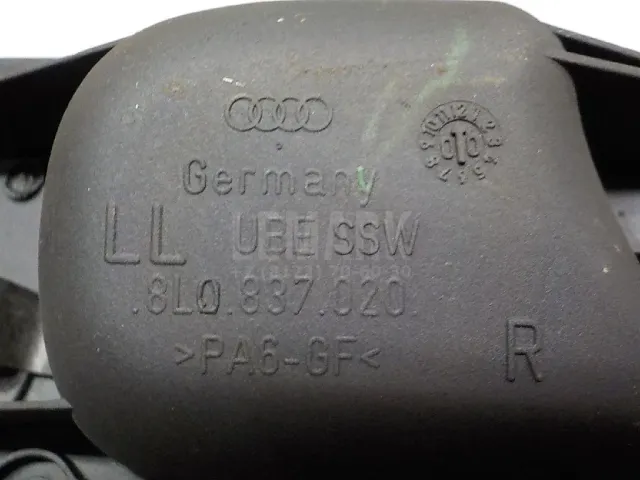 Germany
LL UBE SSW
.8L0.837.020.
>PA6-GF<
R